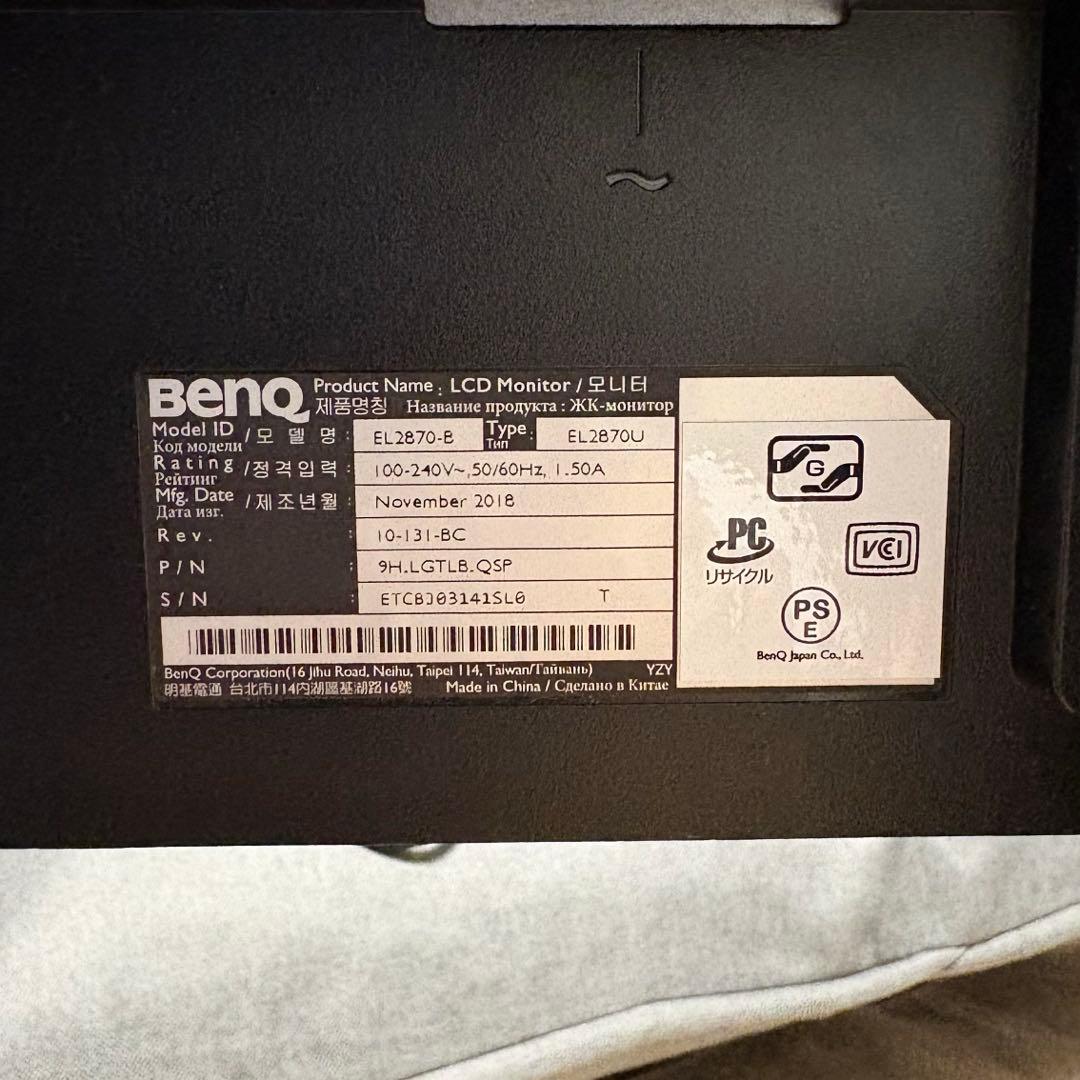 BenQ
Product Name : LCD Monitor / 모니터
제품명칭 Название продукта : ЖК-монитор
Model ID / 모 델 명 : EL2870-B Type : EL2870U
Код модели Тип
Rating / 정격입력 : 100-240V~,50/60Hz, 1.50A
Рейтинг
Mfg. Date / 제조년월 : November 2018
Дата изг.
Rev. : 10-131-BC
P/N : 9H.LGTLB.QSP
S/N : ETCBJ03141SL0 T
BenQ Corporation(16 Jihu Road, Neihu, Taipei 114, Taiwan/Тайвань) YZY
明基電通 台北市114內湖區基湖路16號 Made in China / Сделано в Китае
G
PC
リサイクル
VCCI
PS
E
BenQ Japan Co., Ltd.